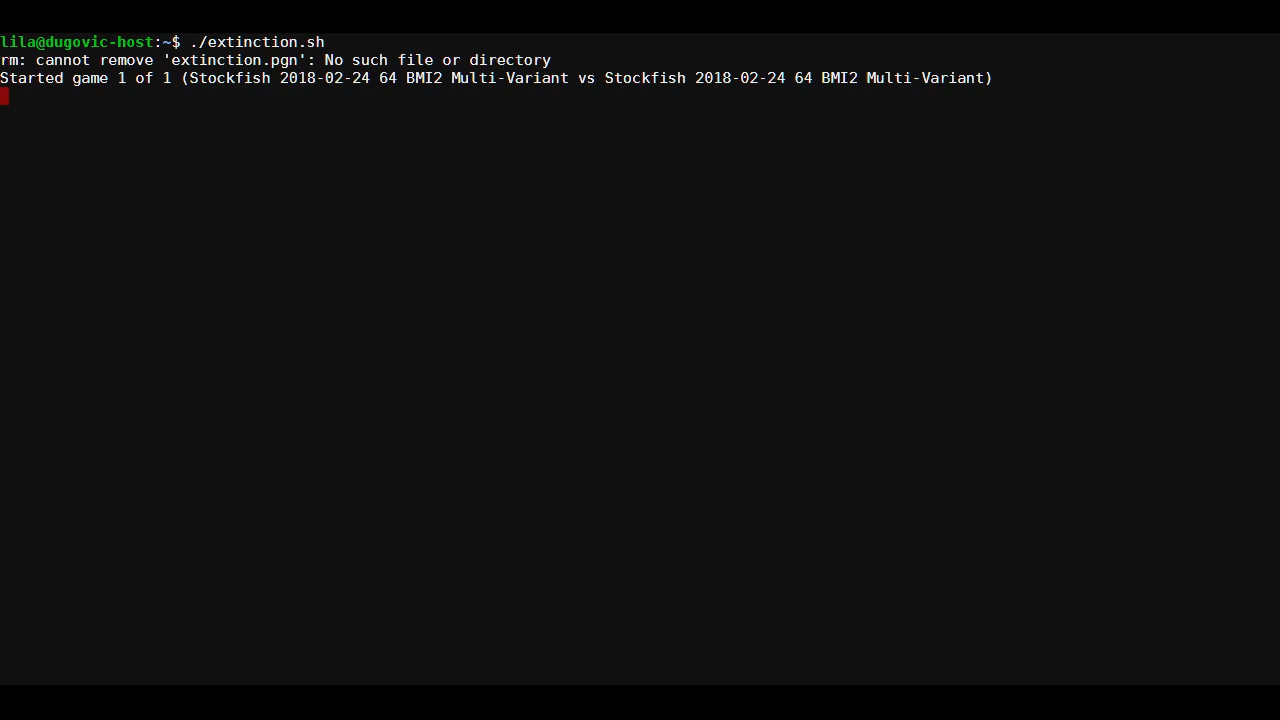 lila@dugovic-host:~$ ./extinction.sh
rm: cannot remove 'extinction.pgn': No such file or directory
Started game 1 of 1 (Stockfish 2018-02-24 64 BMI2 Multi-Variant vs Stockfish 2018-02-24 64 BMI2 Multi-Variant)